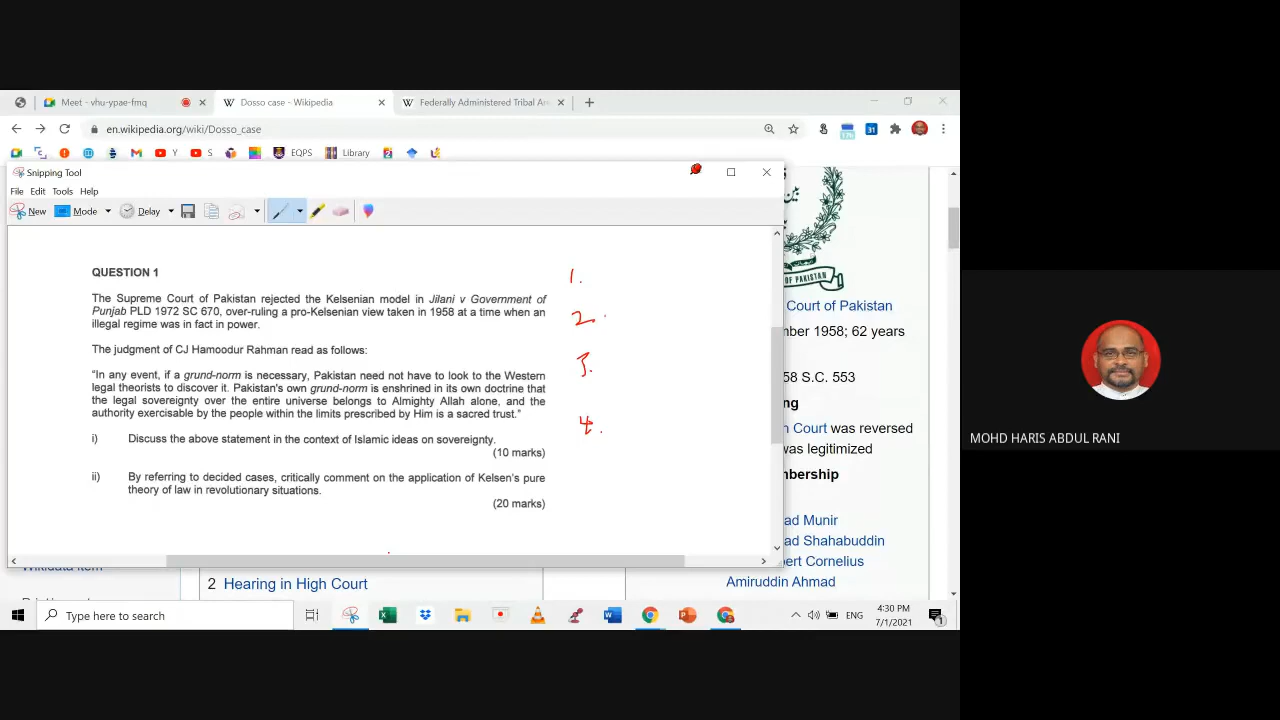 Meet - vhu-ypae-fmq
Dosso case - Wikipedia
Federally Administered Tribal Are
en.wikipedia.org/wiki/Dosso_case
Y
S
EQPS
Library
Snipping Tool
File Edit Tools Help
New Mode Delay
QUESTION 1
The Supreme Court of Pakistan rejected the Kelsenian model in Jilani v Government of
Punjab PLD 1972 SC 670, over-ruling a pro-Kelsenian view taken in 1958 at a time when an
illegal regime was in fact in power.
The judgment of CJ Hamoodur Rahman read as follows:
"In any event, if a grund-norm is necessary, Pakistan need not have to look to the Western
legal theorists to discover it. Pakistan's own grund-norm is enshrined in its own doctrine that
the legal sovereignty over the entire universe belongs to Almighty Allah alone, and the
authority exercisable by the people within the limits prescribed by Him is a sacred trust."
i) Discuss the above statement in the context of Islamic ideas on sovereignty.
(10 marks)
ii) By referring to decided cases, critically comment on the application of Kelsen's pure
theory of law in revolutionary situations.
(20 marks)
1.
2.
3.
4.
OF PAKISTAN
Court of Pakistan
mber 1958; 62 years
58 S.C. 553
ng
n Court was reversed
was legitimized
mbership
ad Munir
ad Shahabuddin
bert Cornelius
Amiruddin Ahmad
Wikidata item
2 Hearing in High Court
Type here to search
ENG
4:30 PM
7/1/2021
1
MOHD HARIS ABDUL RANI